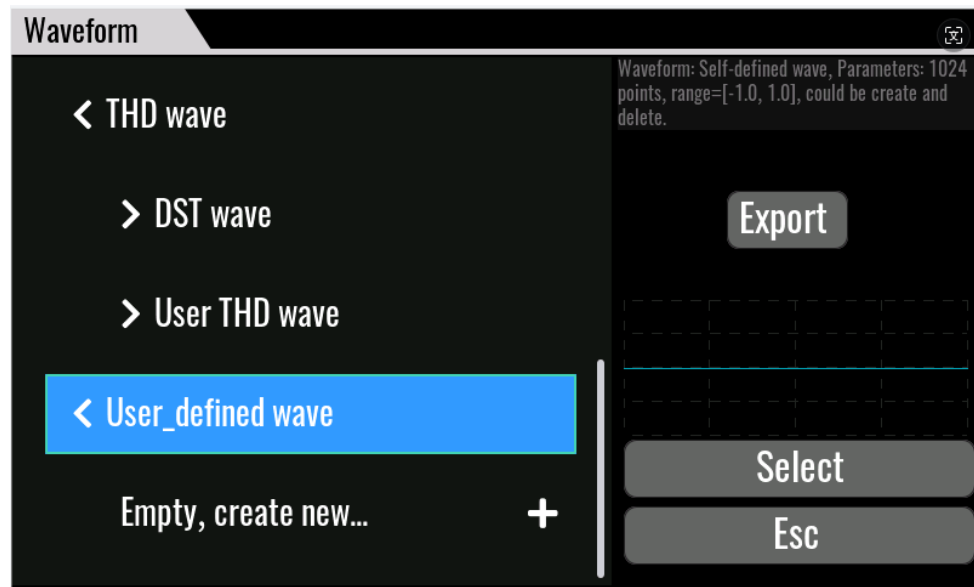 Waveform
Waveform: Self-defined wave, Parameters: 1024
points, range=[-1.0, 1.0], could be create and
delete.
THD wave
DST wave
User THD wave
User_defined wave
Empty, create new...
Export
Select
Esc